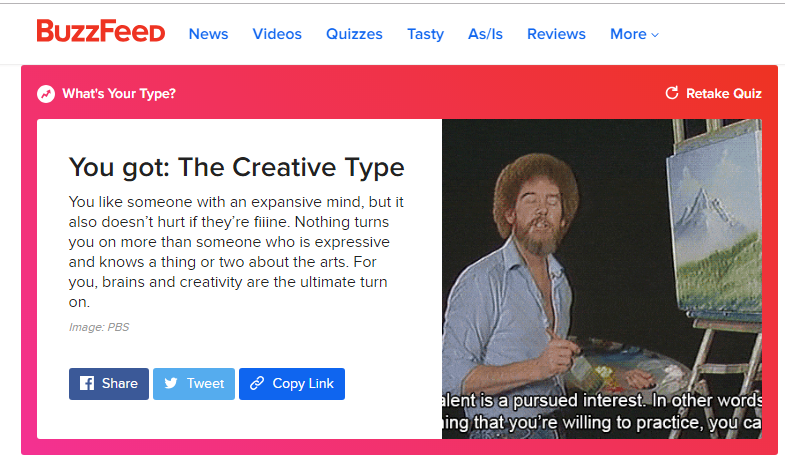 BuzzFeed News Videos Quizzes Tasty As/Is Reviews More
What's Your Type? Retake Quiz
You got: The Creative Type
You like someone with an expansive mind, but it
also doesn't hurt if they're fiiine. Nothing turns
you on more than someone who is expressive
and knows a thing or two about the arts. For
you, brains and creativity are the ultimate turn
on.
Image: PBS
Share Tweet Copy Link
alent is a pursued interest. In other words
ing that you're willing to practice, you ca